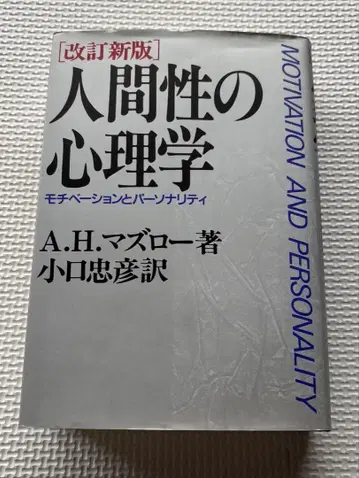 [改訂新版]
人間性の
心理学
モチベーションとパーソナリティ
A.H.マズロー著
小口忠彦訳
MOTIVATION AND PERSONALITY